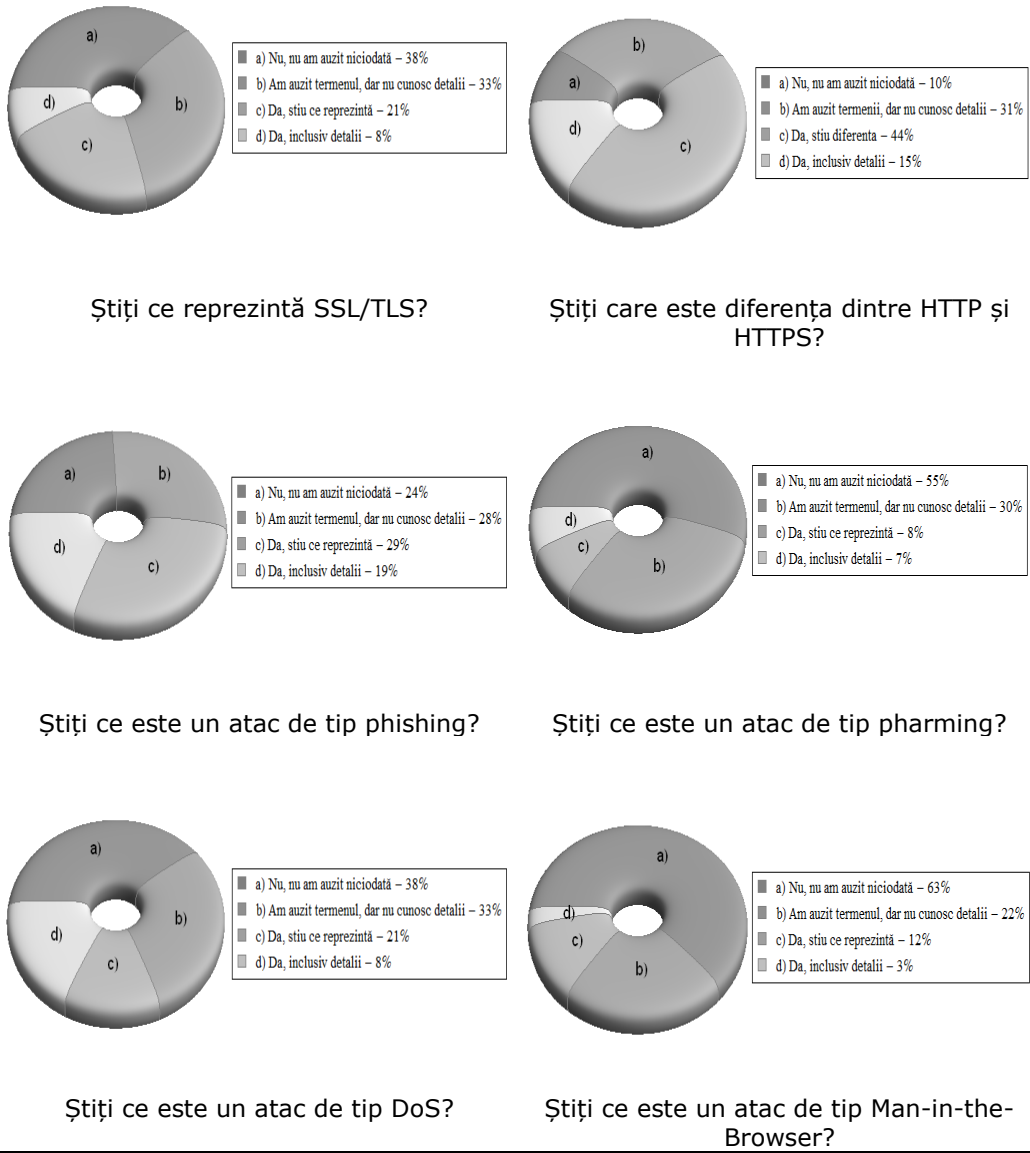 a)
b)
c)
d)
a) Nu, nu am auzit niciodată – 38%
b) Am auzit termenul, dar nu cunosc detalii – 33%
c) Da, stiu ce reprezintă – 21%
d) Da, inclusiv detalii – 8%
Știți ce reprezintă SSL/TLS?
b)
a)
d)
c)
a) Nu, nu am auzit niciodată – 10%
b) Am auzit termenii, dar nu cunosc detalii – 31%
c) Da, stiu diferenta – 44%
d) Da, inclusiv detalii – 15%
Știți care este diferența dintre HTTP și
HTTPS?
a)
b)
d)
c)
a) Nu, nu am auzit niciodată – 24%
b) Am auzit termenul, dar nu cunosc detalii – 28%
c) Da, stiu ce reprezintă – 29%
d) Da, inclusiv detalii – 19%
Știți ce este un atac de tip phishing?
a)
d)
c)
b)
a) Nu, nu am auzit niciodată – 55%
b) Am auzit termenul, dar nu cunosc detalii – 30%
c) Da, stiu ce reprezintă – 8%
d) Da, inclusiv detalii – 7%
Știți ce este un atac de tip pharming?
a)
b)
d)
c)
a) Nu, nu am auzit niciodată – 38%
b) Am auzit termenul, dar nu cunosc detalii – 33%
c) Da, stiu ce reprezintă – 21%
d) Da, inclusiv detalii – 8%
Știți ce este un atac de tip DoS?
a)
d)
c)
b)
a) Nu, nu am auzit niciodată – 63%
b) Am auzit termenul, dar nu cunosc detalii – 22%
c) Da, stiu ce reprezintă – 12%
d) Da, inclusiv detalii – 3%
Știți ce este un atac de tip Man-in-the-
Browser?